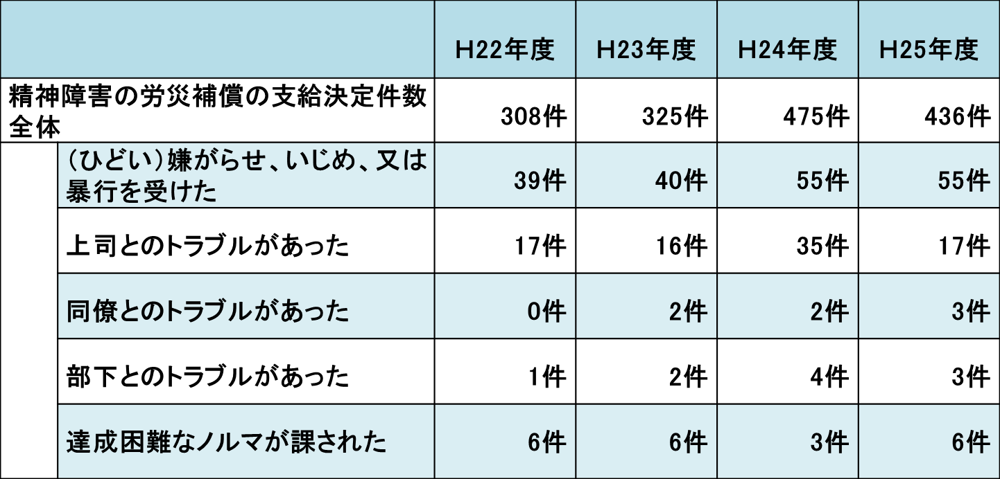 H22年度 H23年度 H24年度 H25年度
精神障害の労災補償の支給決定件数
全体 308件 325件 475件 436件
（ひどい）嫌がらせ、いじめ、又は
暴行を受けた 39件 40件 55件 55件
上司とのトラブルがあった 17件 16件 35件 17件
同僚とのトラブルがあった 0件 2件 2件 3件
部下とのトラブルがあった 1件 2件 4件 3件
達成困難なノルマが課された 6件 6件 3件 6件